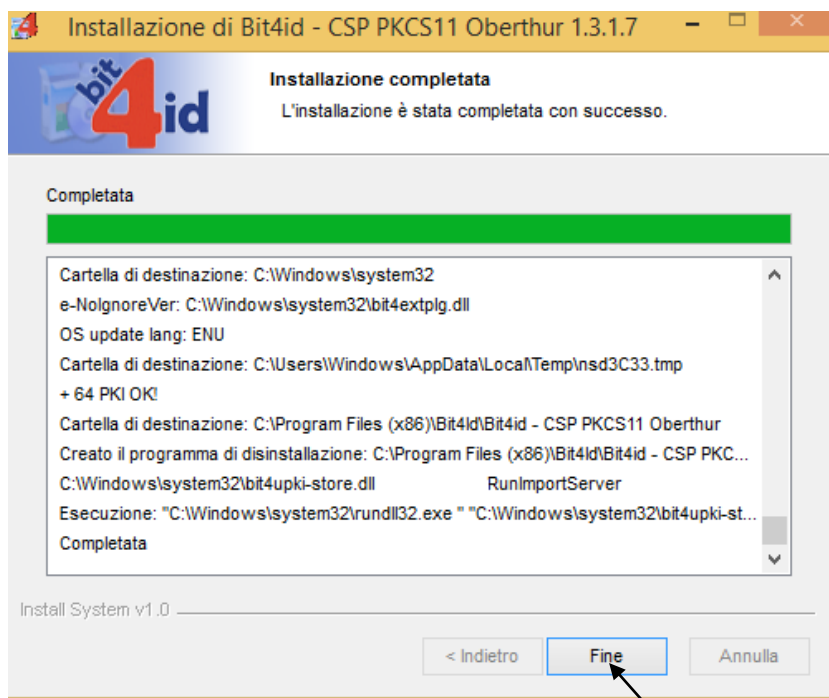 Installazione di Bit4id - CSP PKCS11 Oberthur 1.3.1.7
bit
4id
Installazione completata
L'installazione è stata completata con successo.
Completata
Cartella di destinazione: C:\Windows\system32
e-NoIgnoreVer: C:\Windows\system32\bit4extplg.dll
OS update lang: ENU
Cartella di destinazione: C:\Users\Windows\AppData\Local\Temp\nsd3C33.tmp
+ 64 PKI OK!
Cartella di destinazione: C:\Program Files (x86)\Bit4Id\Bit4id - CSP PKCS11 Oberthur
Creato il programma di disinstallazione: C:\Program Files (x86)\Bit4Id\Bit4id - CSP PKC...
C:\Windows\system32\bit4upki-store.dll RunImportServer
Esecuzione: "C:\Windows\system32\rundll32.exe " "C:\Windows\system32\bit4upki-st...
Completata
Install System v1.0
< Indietro
Fine
Annulla